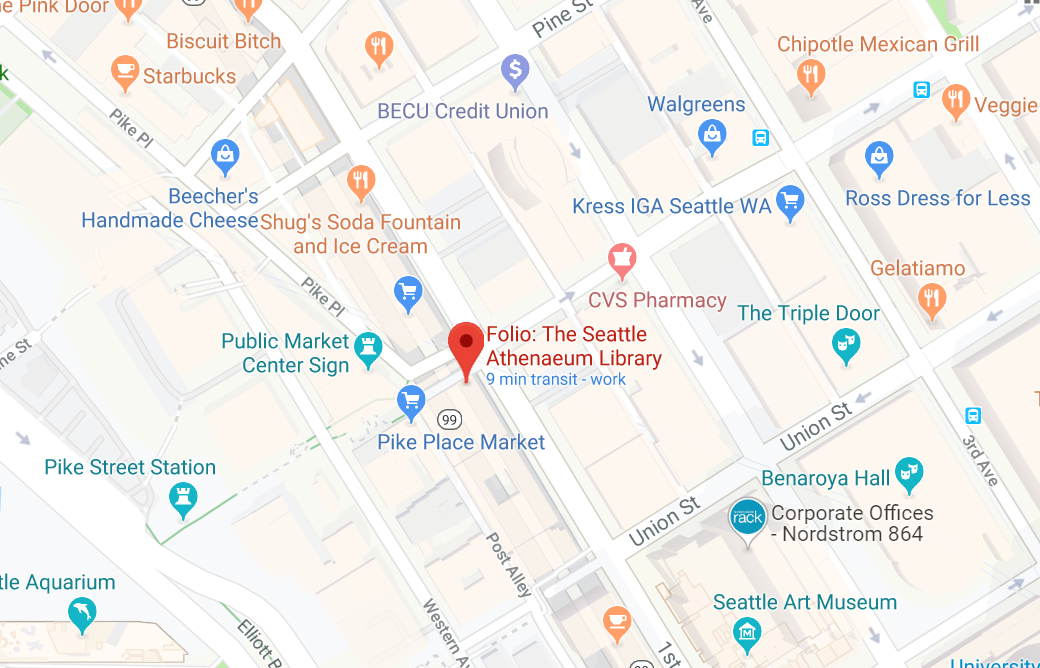 e Pink Door
Biscuit Bitch
Starbucks
k
Pine St
Ave
BECU Credit Union
Chipotle Mexican Grill
Walgreens
Veggie
Pike Pl
Beecher's
Handmade Cheese
Shug's Soda Fountain
and Ice Cream
Kress IGA Seattle WA
Ross Dress for Less
Gelatiamo
Pike Pl
CVS Pharmacy
The Triple Door
Public Market
Center Sign
Folio: The Seattle
Athenaeum Library
9 min transit - work
ne St
99
Pike Place Market
Union St
3rd Ave
Pike Street Station
Benaroya Hall
rack
Corporate Offices
- Nordstrom 864
Union St
Post Alley
tle Aquarium
Seattle Art Museum
Western Av
Elliott B
1st
University